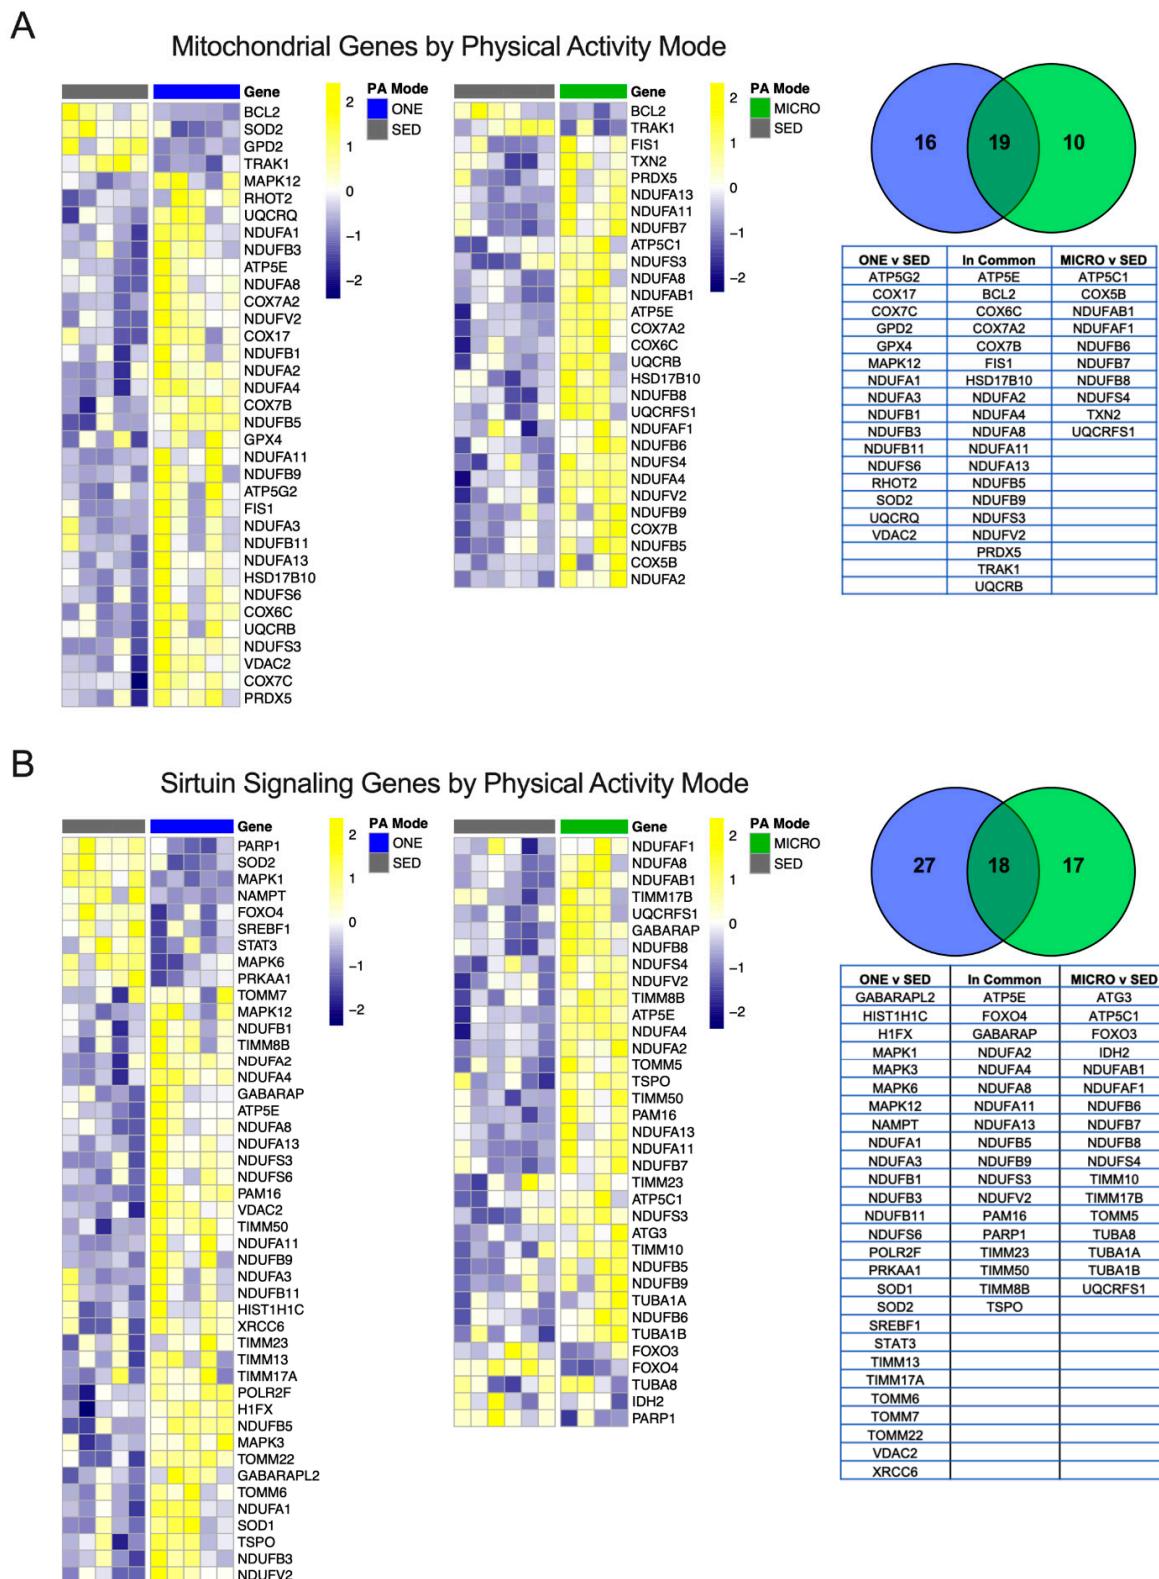 A
Mitochondrial Genes by Physical Activity Mode
Gene
BCL2
SOD2
GPD2
TRAK1
MAPK12
RHOT2
UQCRQ
NDUFA1
NDUFB3
ATP5E
NDUFA8
COX7A2
NDUFV2
COX17
NDUFB1
NDUFA2
NDUFA4
COX7B
NDUFB5
GPX4
NDUFA11
NDUFB9
ATP5G2
FIS1
NDUFA3
NDUFB11
NDUFA13
HSD17B10
NDUFS6
COX6C
UQCRB
NDUFS3
VDAC2
COX7C
PRDX5
2
1
0
−1
−2
PA Mode
ONE
SED
Gene
BCL2
TRAK1
FIS1
TXN2
PRDX5
NDUFA13
NDUFA11
NDUFB7
ATP5C1
NDUFS3
NDUFA8
NDUFAB1
ATP5E
COX7A2
COX6C
UQCRB
HSD17B10
NDUFB8
UQCRFS1
NDUFAF1
NDUFB6
NDUFS4
NDUFA4
NDUFV2
NDUFB9
COX7B
NDUFB5
COX5B
NDUFA2
2
1
0
−1
−2
PA Mode
MICRO
SED
16 19 10
ONE v SED In Common MICRO v SED
ATP5G2 ATP5E ATP5C1
COX17 BCL2 COX5B
COX7C COX6C NDUFAB1
GPD2 COX7A2 NDUFAF1
GPX4 COX7B NDUFB6
MAPK12 FIS1 NDUFB7
NDUFA1 HSD17B10 NDUFB8
NDUFA3 NDUFA2 NDUFS4
NDUFB1 NDUFA4 TXN2
NDUFB3 NDUFA8 UQCRFS1
NDUFB11 NDUFA11
NDUFS6 NDUFA13
RHOT2 NDUFB5
SOD2 NDUFB9
UQCRQ NDUFS3
VDAC2 NDUFV2
PRDX5
TRAK1
UQCRB
B
Sirtuin Signaling Genes by Physical Activity Mode
Gene
PARP1
SOD2
MAPK1
NAMPT
FOXO4
SREBF1
STAT3
MAPK6
PRKAA1
TOMM7
MAPK12
NDUFB1
TIMM8B
NDUFA2
NDUFA4
GABARAP
ATP5E
NDUFA8
NDUFA13
NDUFS3
NDUFS6
PAM16
VDAC2
TIMM50
NDUFA11
NDUFB9
NDUFA3
NDUFB11
HIST1H1C
XRCC6
TIMM23
TIMM13
TIMM17A
POLR2F
H1FX
NDUFB5
MAPK3
TOMM22
GABARAPL2
TOMM6
NDUFA1
SOD1
TSPO
NDUFB3
NDUFV2
2
1
0
−1
−2
PA Mode
ONE
SED
Gene
NDUFAF1
NDUFA8
NDUFAB1
TIMM17B
UQCRFS1
GABARAP
NDUFB8
NDUFS4
NDUFV2
TIMM8B
ATP5E
NDUFA4
NDUFA2
TOMM5
TSPO
TIMM50
PAM16
NDUFA13
NDUFA11
NDUFB7
TIMM23
ATP5C1
NDUFS3
ATG3
TIMM10
NDUFB5
NDUFB9
TUBA1A
NDUFB6
TUBA1B
FOXO3
FOXO4
TUBA8
IDH2
PARP1
2
1
0
−1
−2
PA Mode
MICRO
SED
27 18 17
ONE v SED In Common MICRO v SED
GABARAPL2 ATP5E ATG3
HIST1H1C FOXO4 ATP5C1
H1FX GABARAP FOXO3
MAPK1 NDUFA2 IDH2
MAPK3 NDUFA4 NDUFAB1
MAPK6 NDUFA8 NDUFAF1
MAPK12 NDUFA11 NDUFB6
NAMPT NDUFA13 NDUFB7
NDUFA1 NDUFB5 NDUFB8
NDUFA3 NDUFB9 NDUFS4
NDUFB1 NDUFS3 TIMM10
NDUFB3 NDUFV2 TIMM17B
NDUFB11 PAM16 TOMM5
NDUFS6 PARP1 TUBA8
POLR2F TIMM23 TUBA1A
PRKAA1 TIMM50 TUBA1B
SOD1 TIMM8B UQCRFS1
SOD2 TSPO
SREBF1
STAT3
TIMM13
TIMM17A
TOMM6
TOMM7
TOMM22
VDAC2
XRCC6